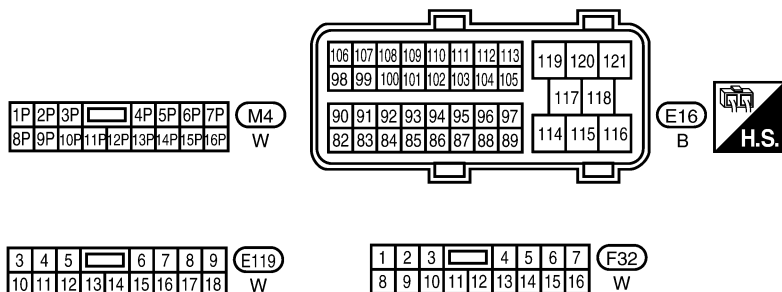 106 107 108 109 110 111 112 113
98 99 100 101 102 103 104 105
119 120 121
117 118
90 91 92 93 94 95 96 97
82 83 84 85 86 87 88 89
114 115 116
E16
B
H.S.
1P 2P 3P 4P 5P 6P 7P
8P 9P 10P 11P 12P 13P 14P 15P 16P
M4
W
3 4 5 6 7 8 9
10 11 12 13 14 15 16 17 18
E119
W
1 2 3 4 5 6 7
8 9 10 11 12 13 14 15 16
F32
W